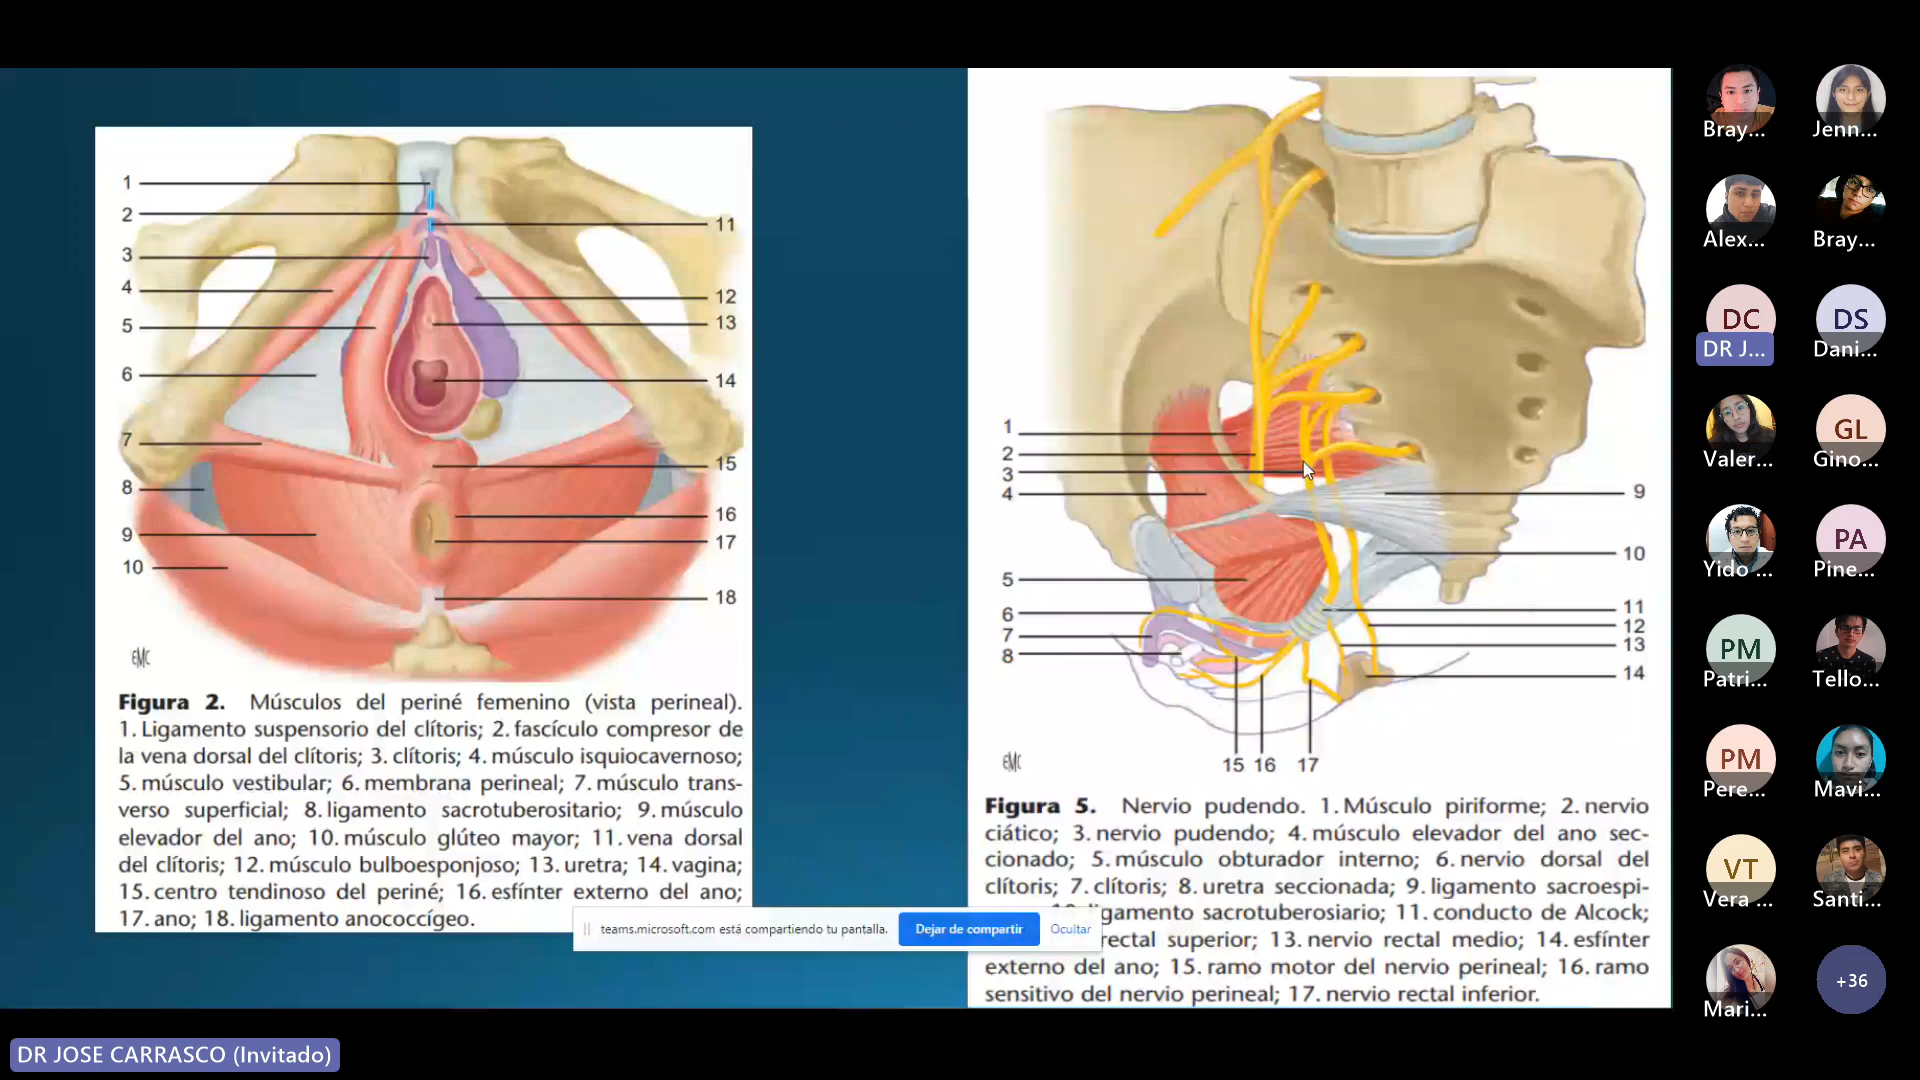 1
2
3
4
5
6
7
8
9
10
11
12
13
14
15
16
17
18
EMC
Figura 2. Músculos del periné femenino (vista perineal).
1. Ligamento suspensorio del clítoris; 2. fascículo compresor de
la vena dorsal del clítoris; 3. clítoris; 4. músculo isquiocavernoso;
5. músculo vestibular; 6. membrana perineal; 7. músculo trans-
verso superficial; 8. ligamento sacrotuberositario; 9. músculo
elevador del ano; 10. músculo glúteo mayor; 11. vena dorsal
del clítoris; 12. músculo bulboesponjoso; 13. uretra; 14. vagina;
15. centro tendinoso del periné; 16. esfínter externo del ano;
17. ano; 18. ligamento anococcígeo.
1
2
3
4
5
6
7
8
9
10
11
12
13
14
15 16 17
EMC
Figura 5. Nervio pudendo. 1. Músculo piriforme; 2. nervio
ciático; 3. nervio pudendo; 4. músculo elevador del ano sec-
cionado; 5. músculo obturador interno; 6. nervio dorsal del
clítoris; 7. clítoris; 8. uretra seccionada; 9. ligamento sacroespi-
sacrotuberosiario; 11. conducto de Alcock;
rectal superior; 13. nervio rectal medio; 14. esfínter
externo del ano; 15. ramo motor del nervio perineal; 16. ramo
sensitivo del nervio perineal; 17. nervio rectal inferior.
teams.microsoft.com está compartiendo tu pantalla.
Dejar de compartir
Ocultar
Bray... Jenn...
Alex... Bray...
DC DS
DR J... Dani...
GL
Valer... Gino...
PA
Yido ... Pine...
PM
Patri... Tello...
PM
Pere... Mavi...
VT
Vera ... Santi...
Mari... +36
DR JOSE CARRASCO (Invitado)